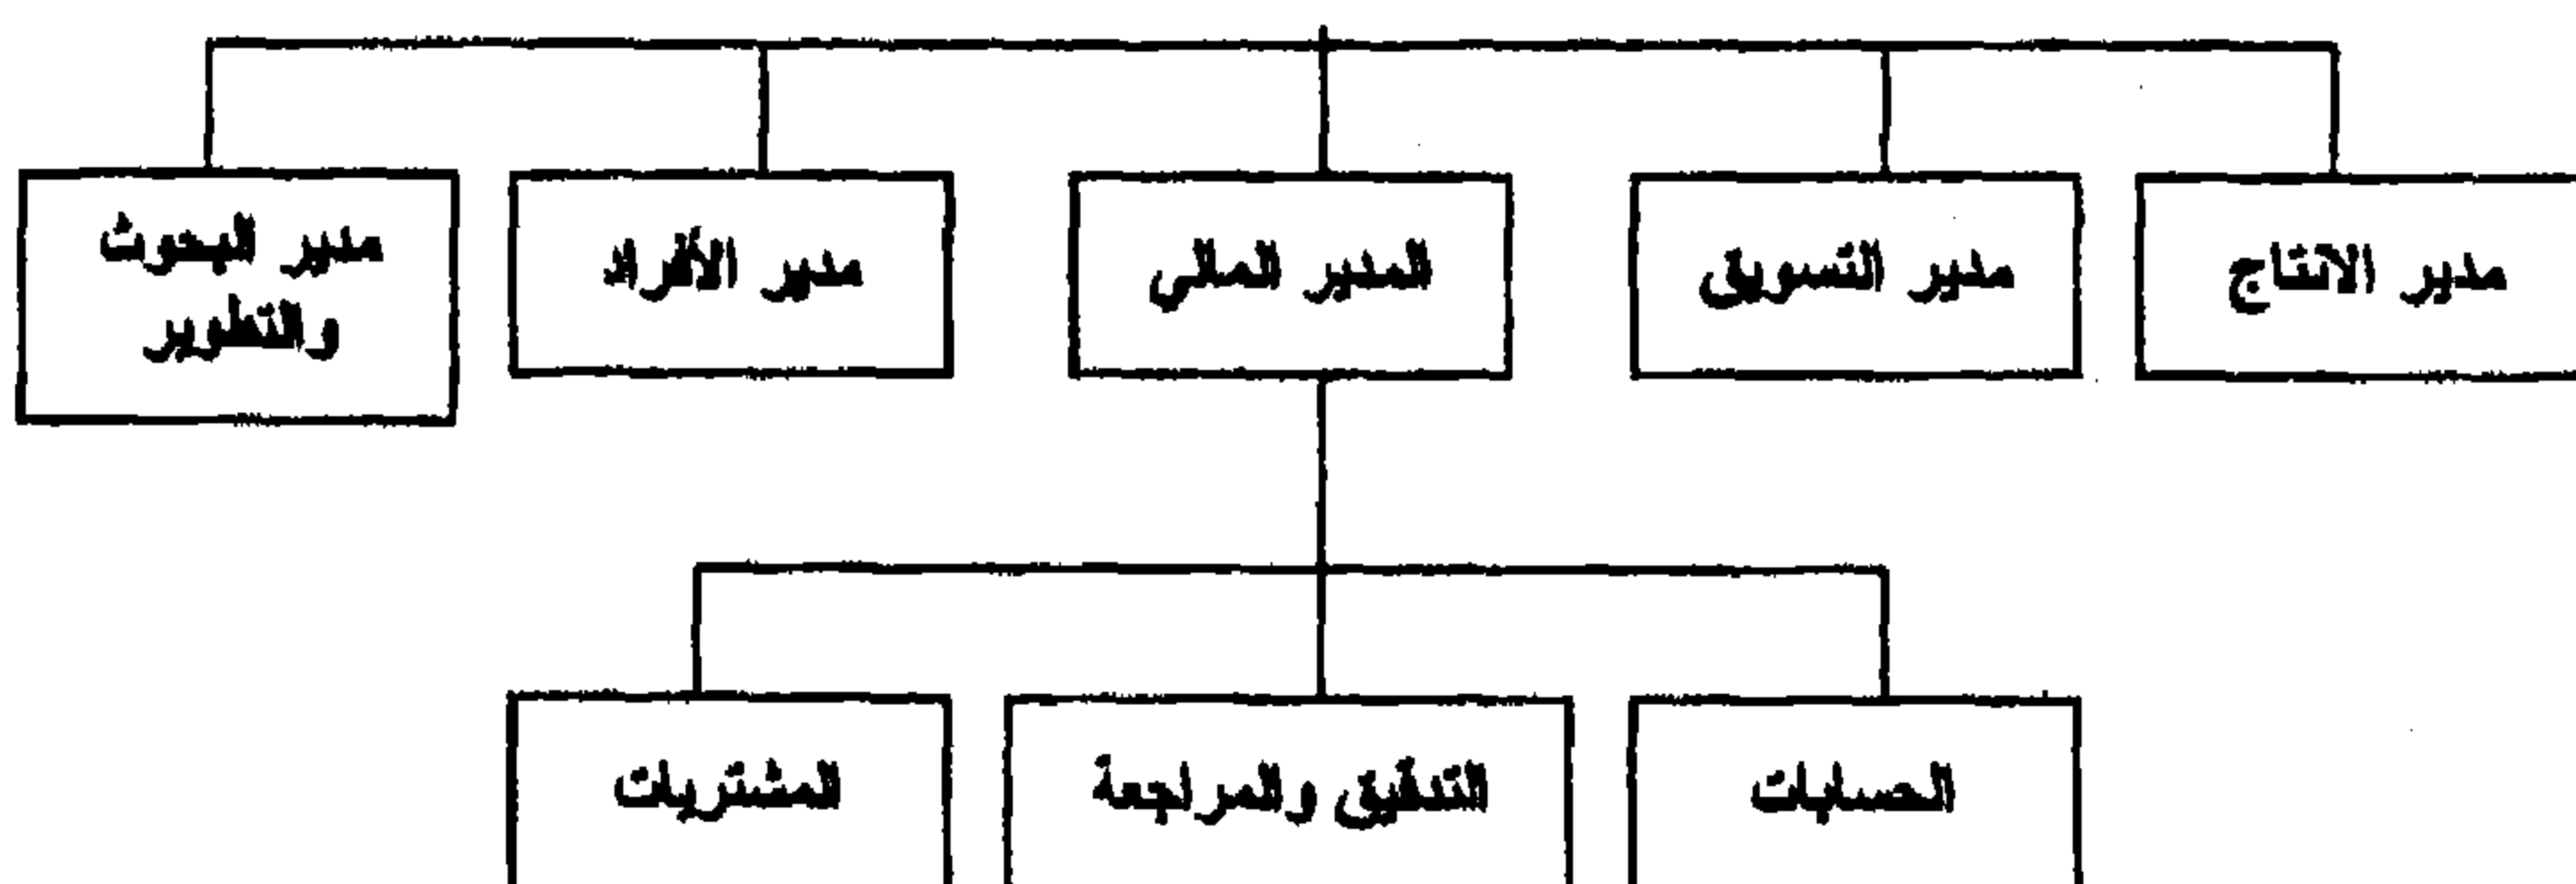 مدير الانتاج
مدير التسويق
المدير المالي
مدير الأفراد
مدير البحوث
والتطوير
الحسابات
التدقيق والمراجعة
المشتريات